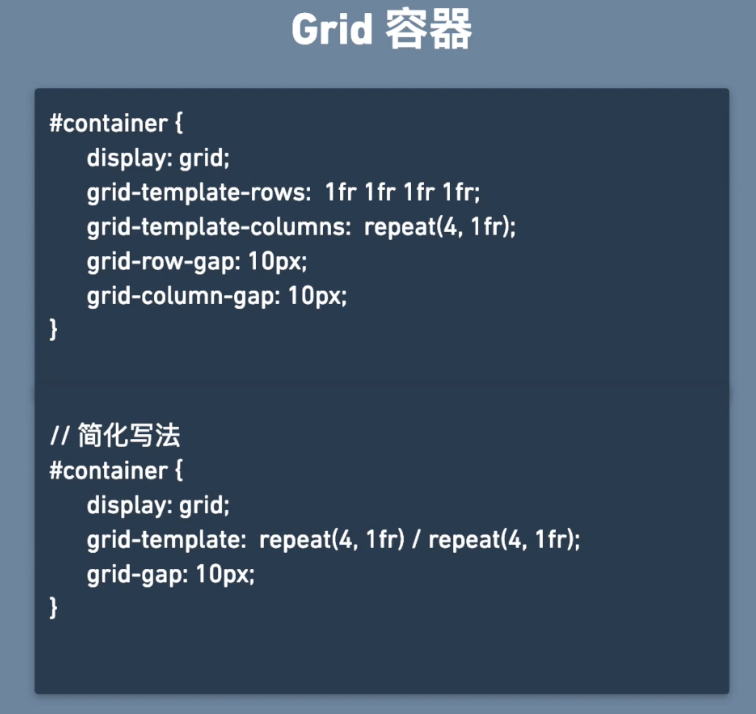 Grid 容器
#container {
display: grid;
grid-template-rows: 1fr 1fr 1fr 1fr;
grid-template-columns: repeat(4, 1fr);
grid-row-gap: 10px;
grid-column-gap: 10px;
}
// 简化写法
#container {
display: grid;
grid-template: repeat(4, 1fr) / repeat(4, 1fr);
grid-gap: 10px;
}